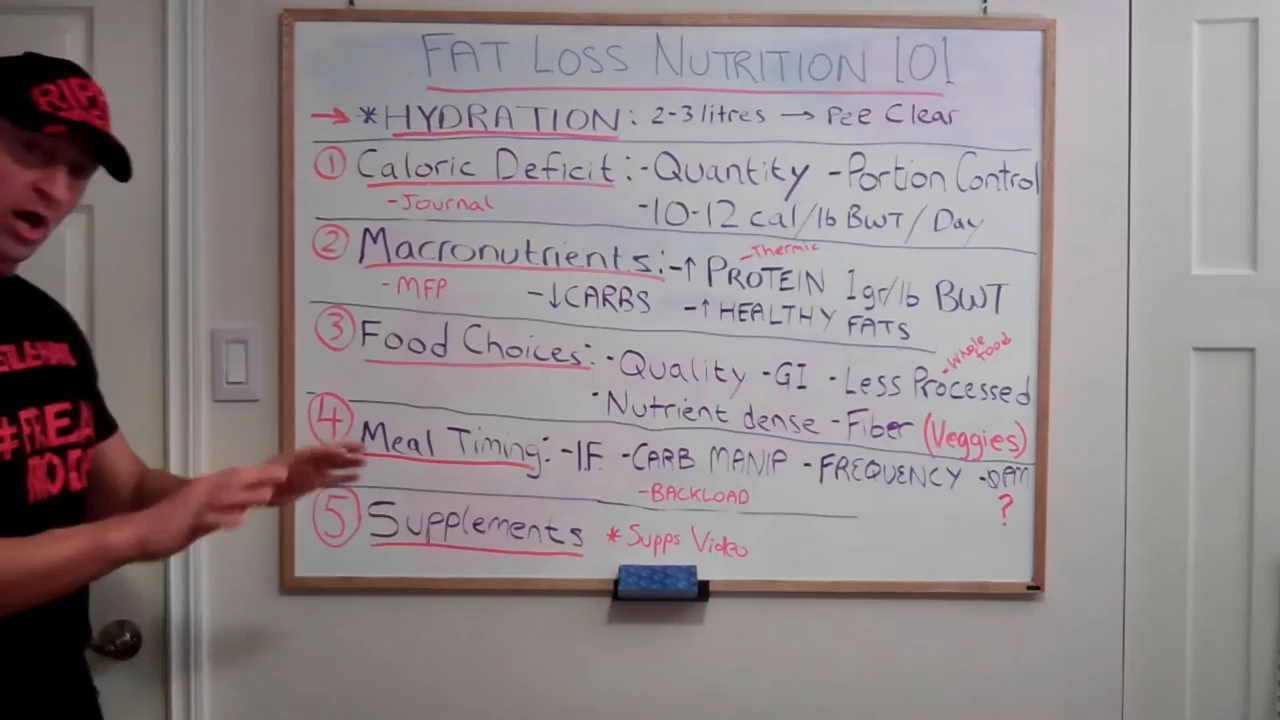 FAT LOSS NUTRITION 101
→ *HYDRATION: 2-3 litres → Pee Clear
① Caloric Deficit: -Quantity -Portion Control
-Journal -10-12 cal/lb BWT/Day
② Macronutrients: -↑ PROTEIN 1gr/lb BWT
-Thermic
-MFP -↓CARBS -↑HEALTHY FATS
③ Food Choices: -Quality -GI -Less Processed
-Whole Food
-Nutrient dense -Fiber (Veggies)
④ Meal Timing: -IF -CARB MANIP -FREQUENCY
-BACKLOAD ?
⑤ Supplements *Supps Video
RIP
#FREA